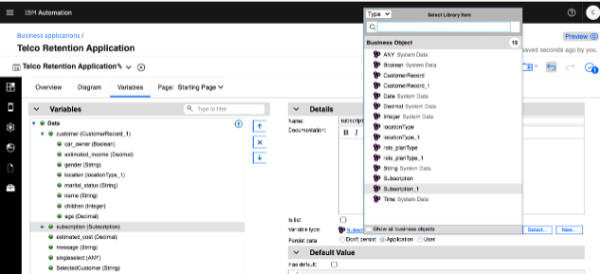 IBM Automation
Type
Select Library Item
Business applications /
Telco Retention Application
Preview
saved seconds ago by you.
Telco Retention Application
Overview
Diagram
Variables
Page: Starting Page
Business Object
15
ANY System Data
Boolean System Data
CustomerRecord
CustomerRecord_1
Date System Data
Decimal System Data
Integer System Data
locationType
locationType_1
rate_planType
rate_planType_1
String System Data
Subscription
Subscription_1
Time System Data
Show all business objects
Variables
Type to filter
Data
customer (CustomerRecord_1)
car_owner (Boolean)
estimated_income (Decimal)
gender (String)
location (locationType_1)
marital_status (String)
name (String)
children (Integer)
age (Decimal)
subscription (Subscription)
estimated_cost (Decimal)
message (String)
singleselect (ANY)
SelectedCustomer (String)
Details
Name:
Documentation:
B I
Is list:
Variable type:
Select...
New...
Persist data:
Don't persist
Application
User
Default Value
Has default: